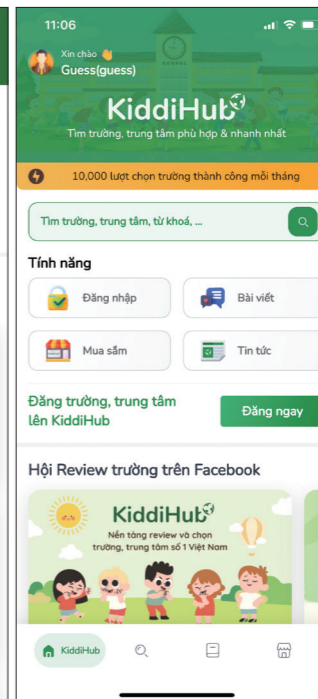 11:06
Xin chào 👋
Guess(guess)
KiddiHub
Tìm trường, trung tâm phù hợp & nhanh nhất
10,000 lượt chọn trường thành công mỗi tháng
Tìm trường, trung tâm, từ khoá, ...
Tính năng
Đăng nhập
Bài viết
Mua sắm
Tin tức
Đăng trường, trung tâm
lên KiddiHub
Đăng ngay
Hội Review trường trên Facebook
KiddiHub
Nền tảng review và chọn
trường, trung tâm số 1 Việt Nam
KiddiHub